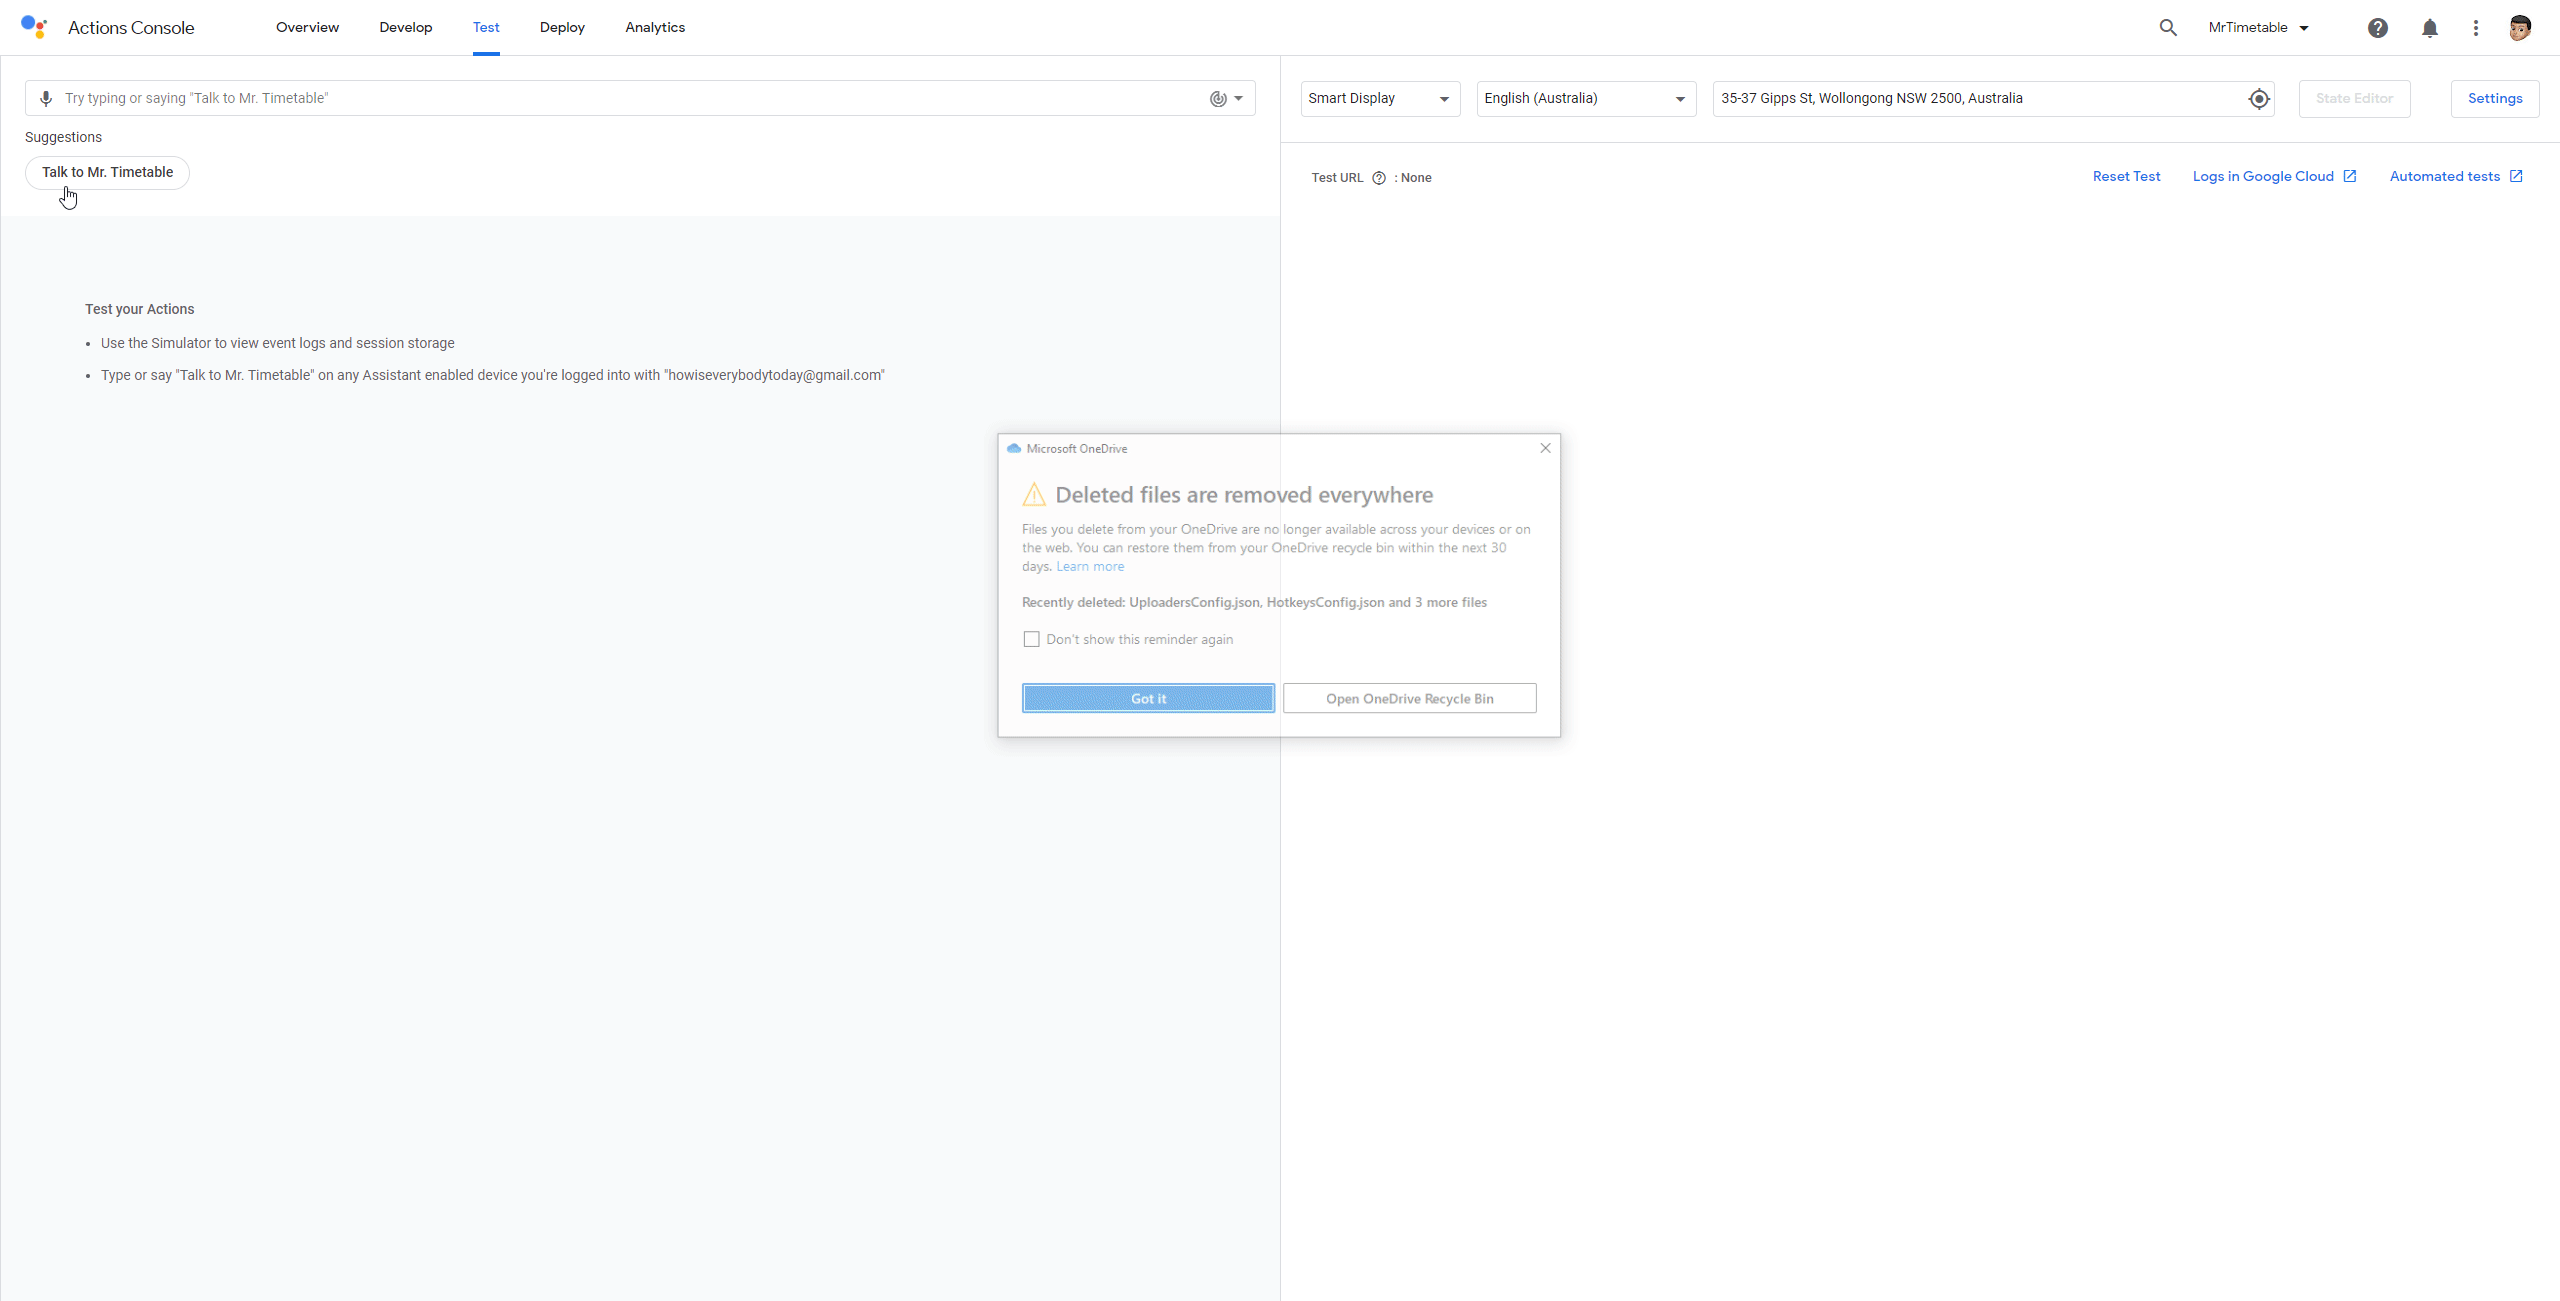 Actions Console
Overview
Develop
Test
Deploy
Analytics
MrTimetable
Try typing or saying "Talk to Mr. Timetable"
Smart Display
English (Australia)
35-37 Gipps St, Wollongong NSW 2500, Australia
State Editor
Settings
Suggestions
Talk to Mr. Timetable
Test URL : None
Reset Test
Logs in Google Cloud
Automated tests
Test your Actions
Use the Simulator to view event logs and session storage
Type or say "Talk to Mr. Timetable" on any Assistant enabled device you're logged into with "howiseverybodytoday@gmail.com"
Microsoft OneDrive
Deleted files are removed everywhere
Files you delete from your OneDrive are no longer available across your devices or on
the web. You can restore them from your OneDrive recycle bin within the next 30
days. Learn more
Recently deleted: UploadersConfig.json, HotkeysConfig.json and 3 more files
Don't show this reminder again
Got it
Open OneDrive Recycle Bin